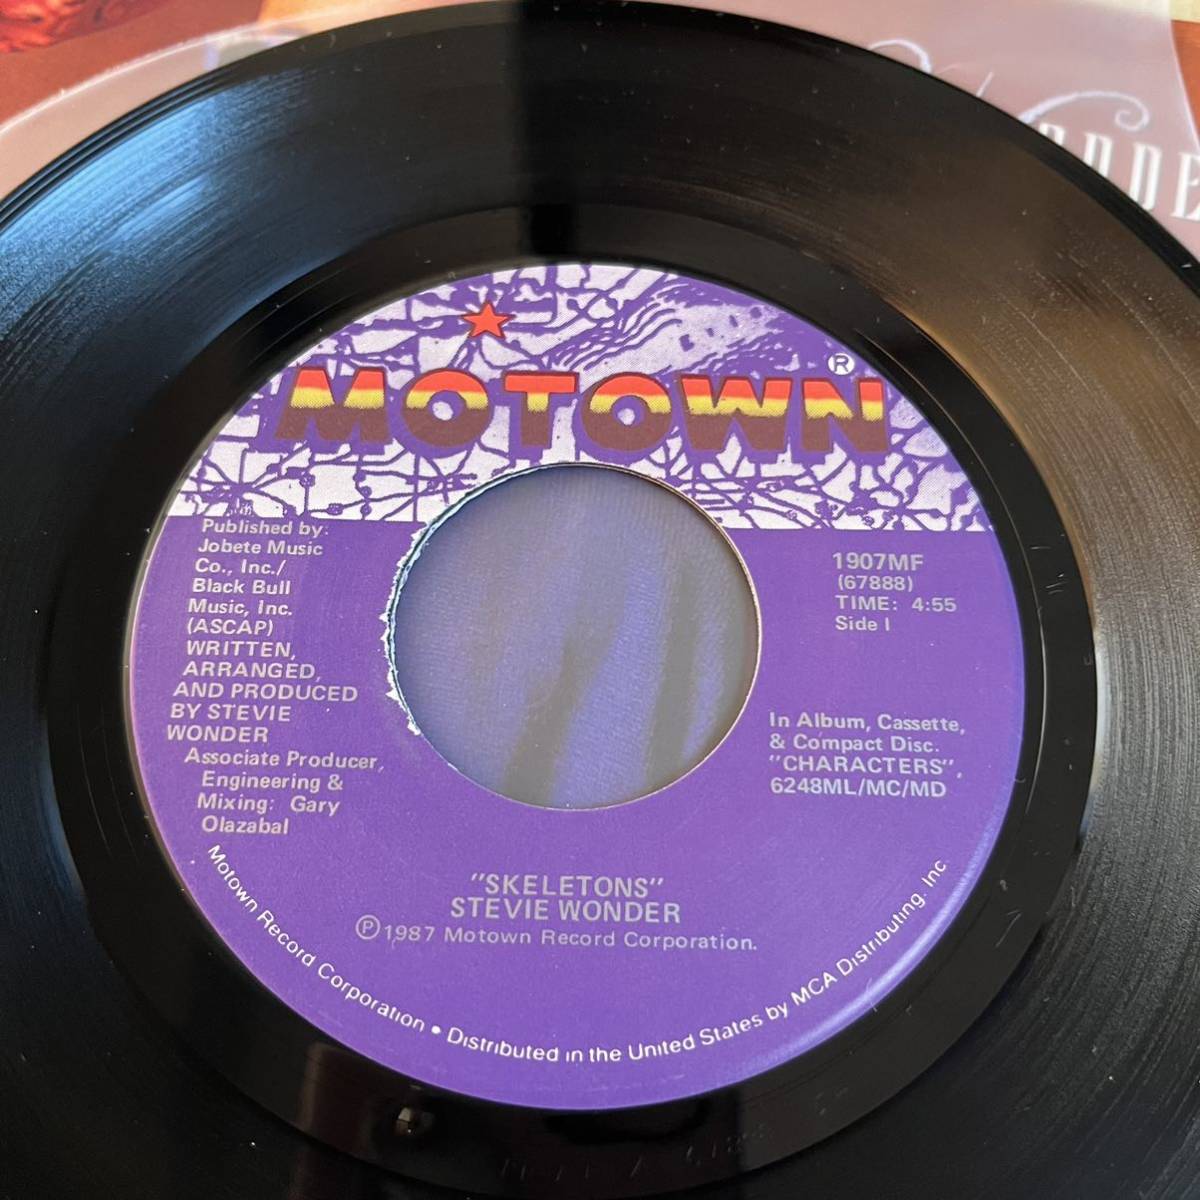 MOTOWN ®
Published by:
Jobete Music
Co., Inc./
Black Bull
Music, Inc.
(ASCAP)
WRITTEN,
ARRANGED,
AND PRODUCED
BY STEVIE
WONDER
Associate Producer,
Engineering &
Mixing: Gary
Olazabal
1907MF
(67888)
TIME: 4:55
Side I
In Album, Cassette,
& Compact Disc.
"CHARACTERS",
6248ML/MC/MD
"SKELETONS"
STEVIE WONDER
Ⓟ1987 Motown Record Corporation.
Motown Record Corporation • Distributed in the United States by MCA Distributing, Inc.